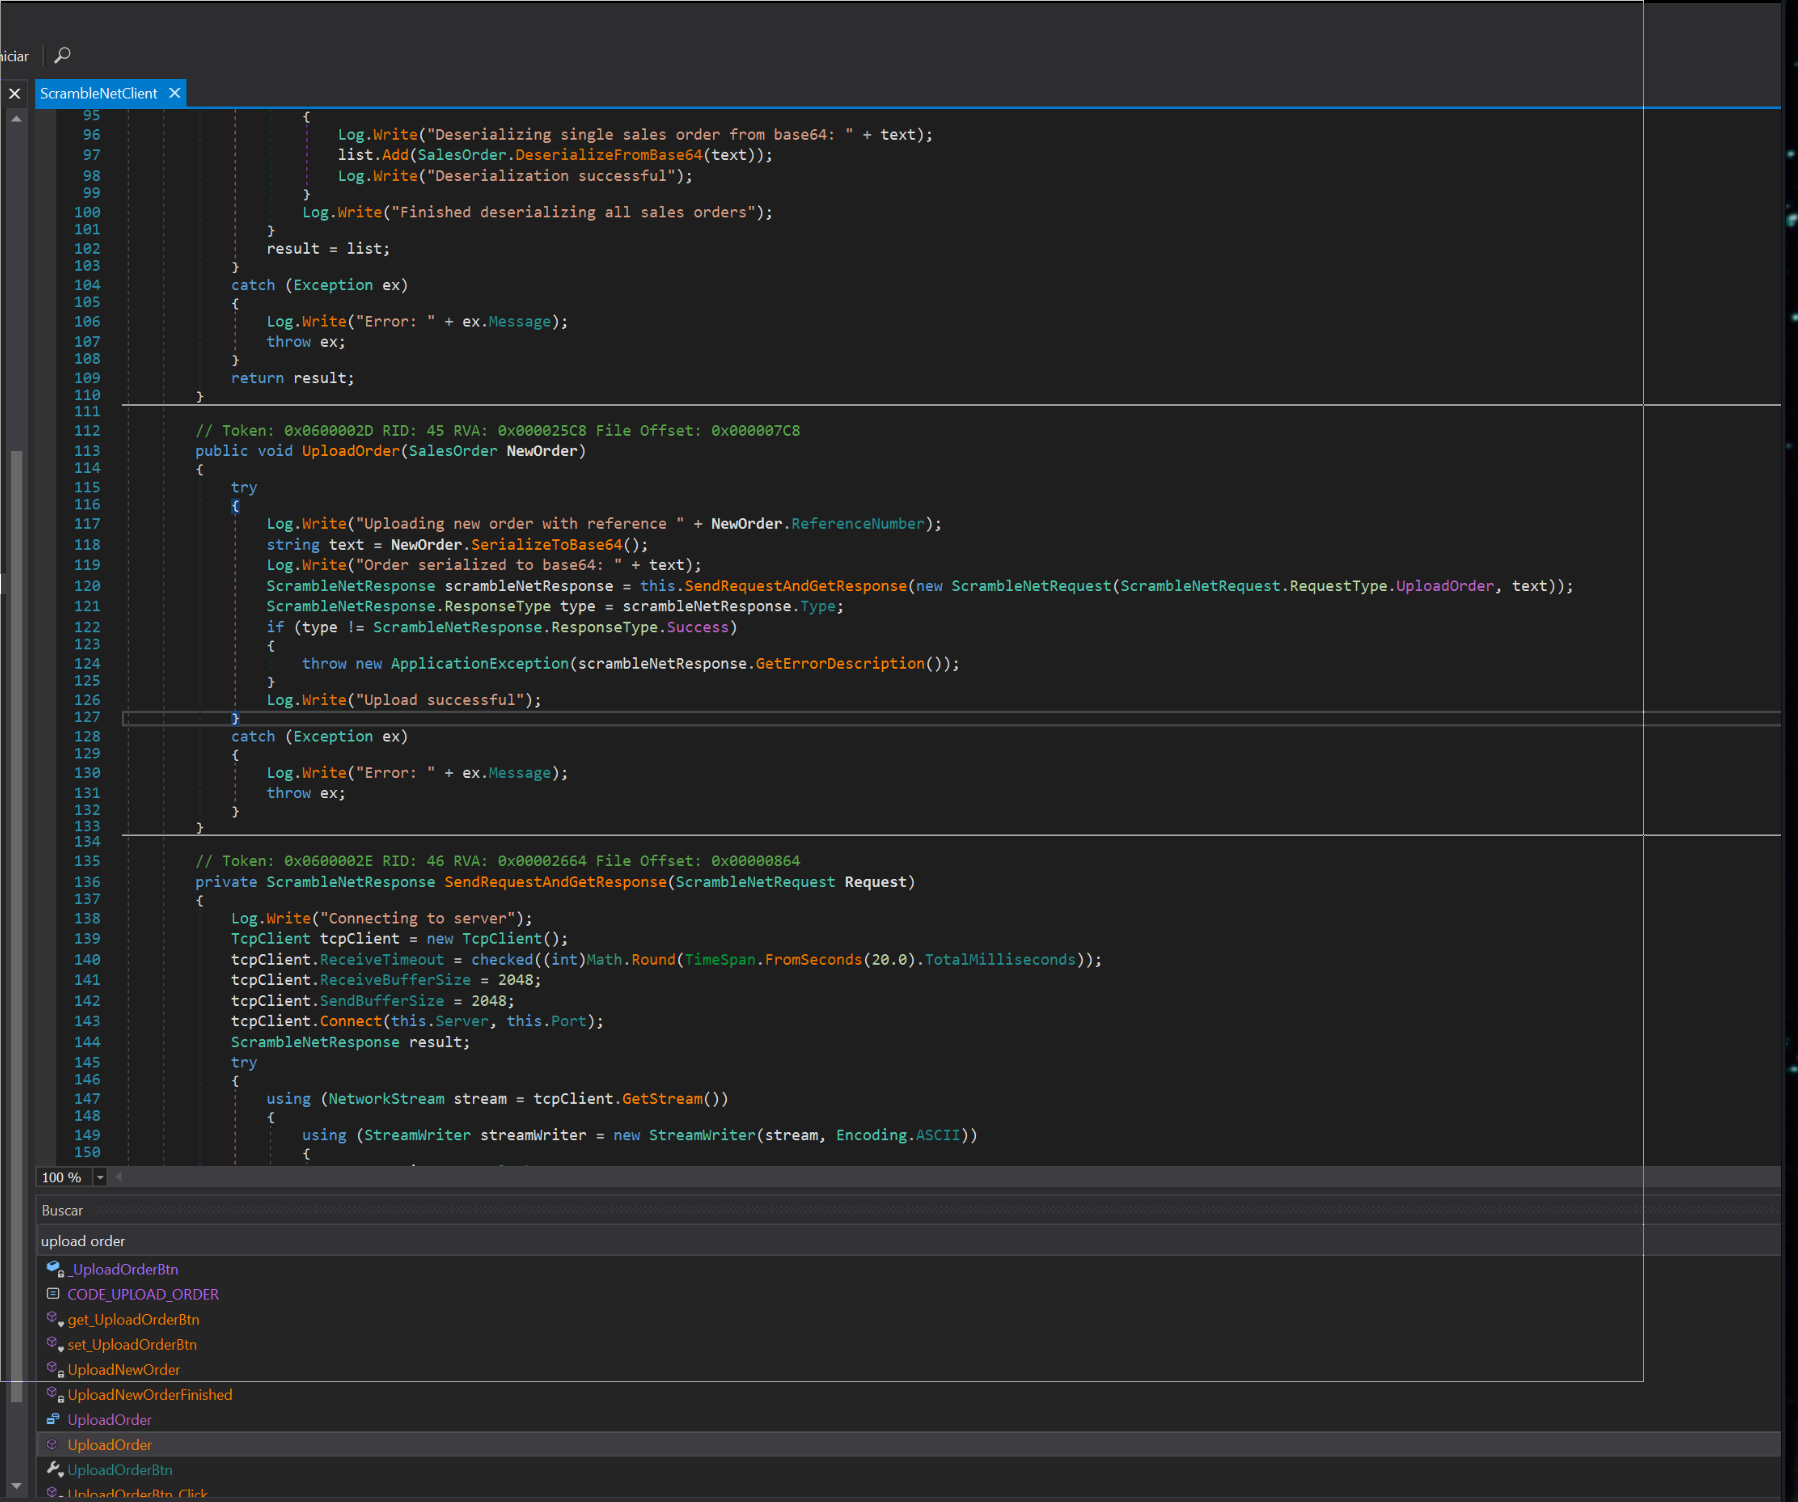 niciar
ScrambleNetClient
95 {
96 Log.Write("Deserializing single sales order from base64: " + text);
97 list.Add(SalesOrder.DeserializeFromBase64(text));
98 Log.Write("Deserialization successful");
99 }
100 Log.Write("Finished deserializing all sales orders");
101 }
102 result = list;
103 }
104 catch (Exception ex)
105 {
106 Log.Write("Error: " + ex.Message);
107 throw ex;
108 }
109 return result;
110 }
111
112 // Token: 0x0600002D RID: 45 RVA: 0x000025C8 File Offset: 0x000007C8
113 public void UploadOrder(SalesOrder NewOrder)
114 {
115 try
116 {
117 Log.Write("Uploading new order with reference " + NewOrder.ReferenceNumber);
118 string text = NewOrder.SerializeToBase64();
119 Log.Write("Order serialized to base64: " + text);
120 ScrambleNetResponse scrambleNetResponse = this.SendRequestAndGetResponse(new ScrambleNetRequest(ScrambleNetRequest.RequestType.UploadOrder, text));
121 ScrambleNetResponse.ResponseType type = scrambleNetResponse.Type;
122 if (type != ScrambleNetResponse.ResponseType.Success)
123 {
124 throw new ApplicationException(scrambleNetResponse.GetErrorDescription());
125 }
126 Log.Write("Upload successful");
127 }
128 catch (Exception ex)
129 {
130 Log.Write("Error: " + ex.Message);
131 throw ex;
132 }
133 }
134
135 // Token: 0x0600002E RID: 46 RVA: 0x00002664 File Offset: 0x00000864
136 private ScrambleNetResponse SendRequestAndGetResponse(ScrambleNetRequest Request)
137 {
138 Log.Write("Connecting to server");
139 TcpClient tcpClient = new TcpClient();
140 tcpClient.ReceiveTimeout = checked((int)Math.Round(TimeSpan.FromSeconds(20.0).TotalMilliseconds));
141 tcpClient.ReceiveBufferSize = 2048;
142 tcpClient.SendBufferSize = 2048;
143 tcpClient.Connect(this.Server, this.Port);
144 ScrambleNetResponse result;
145 try
146 {
147 using (NetworkStream stream = tcpClient.GetStream())
148 {
149 using (StreamWriter streamWriter = new StreamWriter(stream, Encoding.ASCII))
150 {
100 %
Buscar
upload order
_UploadOrderBtn
CODE_UPLOAD_ORDER
get_UploadOrderBtn
set_UploadOrderBtn
UploadNewOrder
UploadNewOrderFinished
UploadOrder
UploadOrder
UploadOrderBtn
UploadOrderBtn_Click